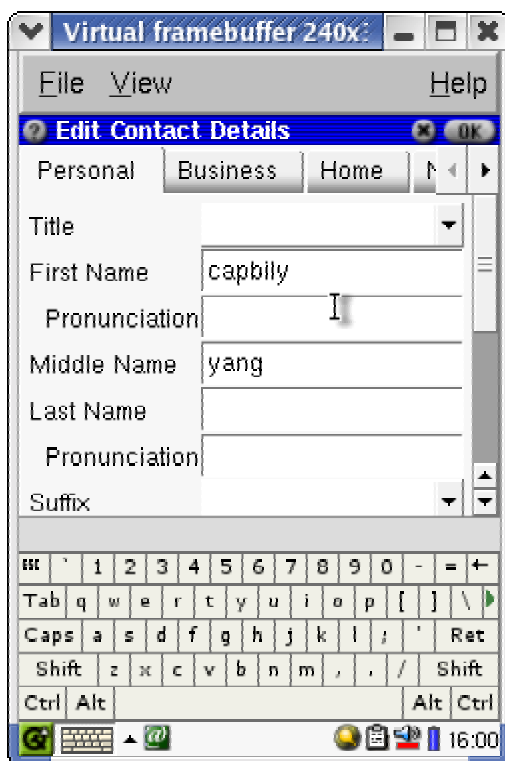 Virtual framebuffer 240x3
File View Help
Edit Contact Details OK
Personal Business Home
Title
First Name capbily
Pronunciation
Middle Name yang
Last Name
Pronunciation
Suffix
ESC ` 1 2 3 4 5 6 7 8 9 0 - = ←
Tab q w e r t y u i o p [ ] \
Caps a s d f g h j k l ; ' Ret
Shift z x c v b n m , . / Shift
Ctrl Alt Alt Ctrl
16:00